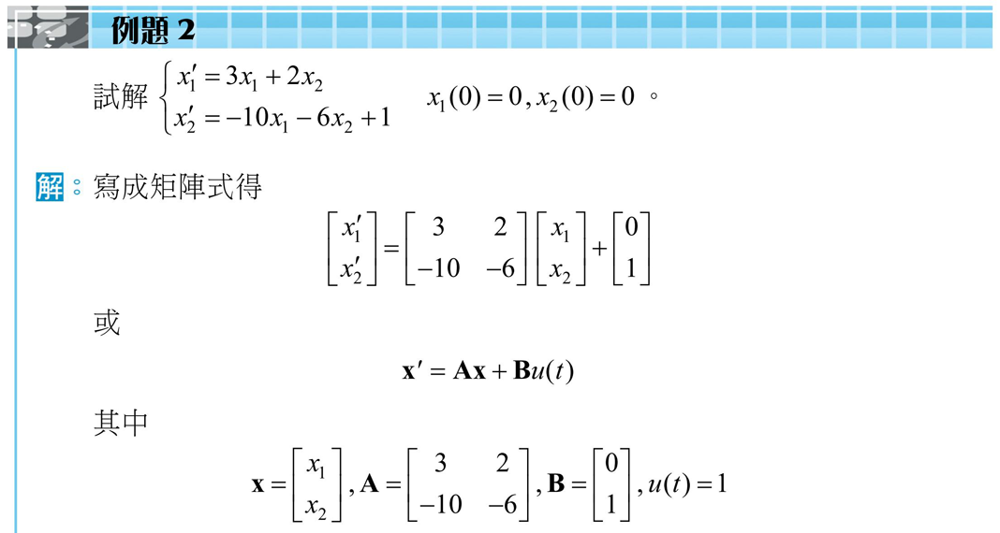 例題 2
試解 $\begin{cases} x_1' = 3x_1 + 2x_2 \\ x_2' = -10x_1 - 6x_2 + 1 \end{cases}$ $x_1(0) = 0, x_2(0) = 0$ 。
解：寫成矩陣式得
$\begin{bmatrix} x_1' \\ x_2' \end{bmatrix} = \begin{bmatrix} 3 & 2 \\ -10 & -6 \end{bmatrix} \begin{bmatrix} x_1 \\ x_2 \end{bmatrix} + \begin{bmatrix} 0 \\ 1 \end{bmatrix}$
或
$\mathbf{x}' = \mathbf{A}\mathbf{x} + \mathbf{B}u(t)$
其中
$\mathbf{x} = \begin{bmatrix} x_1 \\ x_2 \end{bmatrix}, \mathbf{A} = \begin{bmatrix} 3 & 2 \\ -10 & -6 \end{bmatrix}, \mathbf{B} = \begin{bmatrix} 0 \\ 1 \end{bmatrix}, u(t) = 1$